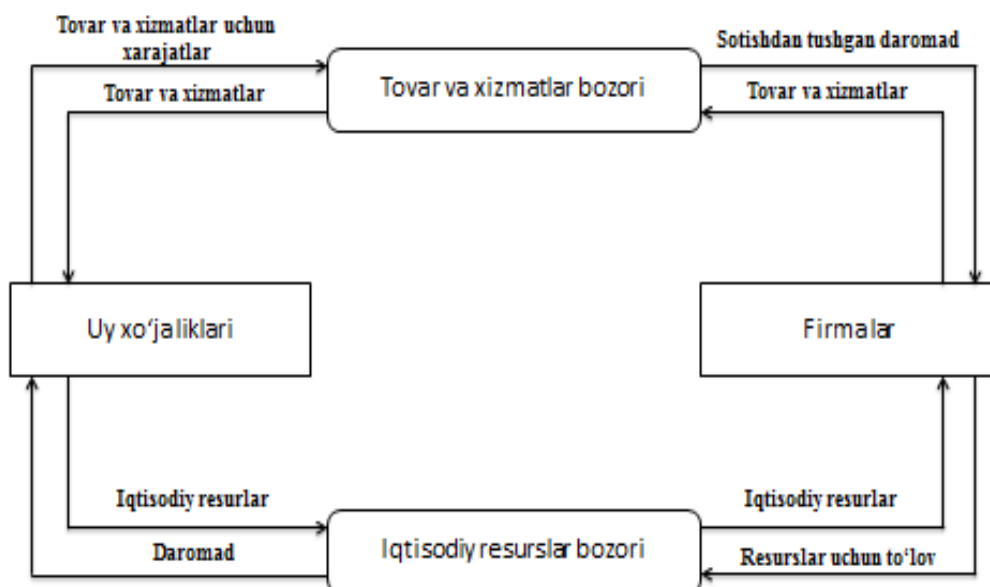 Tovar va xizmatlar uchun
xarajatlar
Sotishdan tushgan daromad
Tovar va xizmatlar bozori
Tovar va xizmatlar
Tovar va xizmatlar
Uy xo‘jaliklari
Firmalar
Iqtisodiy resurlar
Iqtisodiy resurlar
Daromad
Iqtisodiy resurslar bozori
Resurslar uchun to‘lov